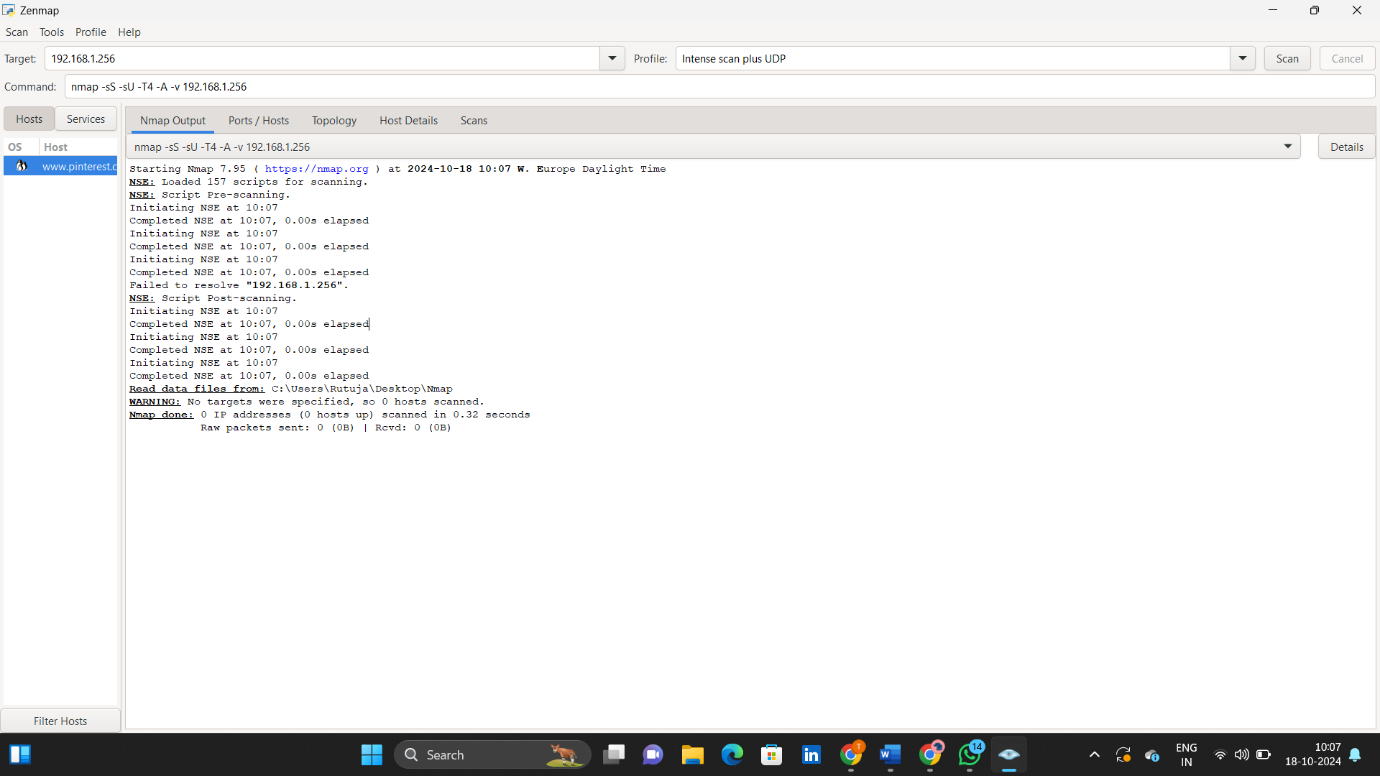 Zenmap
Scan Tools Profile Help
Target: 192.168.1.256 Profile: Intense scan plus UDP Scan Cancel
Command: nmap -sS -sU -T4 -A -v 192.168.1.256
Hosts Services
Nmap Output Ports / Hosts Topology Host Details Scans
OS Host
nmap -sS -sU -T4 -A -v 192.168.1.256 Details
www.pinterest.c
Starting Nmap 7.95 ( https://nmap.org ) at 2024-10-18 10:07 W. Europe Daylight Time
NSE: Loaded 157 scripts for scanning.
NSE: Script Pre-scanning.
Initiating NSE at 10:07
Completed NSE at 10:07, 0.00s elapsed
Initiating NSE at 10:07
Completed NSE at 10:07, 0.00s elapsed
Initiating NSE at 10:07
Completed NSE at 10:07, 0.00s elapsed
Failed to resolve "192.168.1.256".
NSE: Script Post-scanning.
Initiating NSE at 10:07
Completed NSE at 10:07, 0.00s elapsed
Initiating NSE at 10:07
Completed NSE at 10:07, 0.00s elapsed
Initiating NSE at 10:07
Completed NSE at 10:07, 0.00s elapsed
Read data files from: C:\Users\Rutuja\Desktop\Nmap
WARNING: No targets were specified, so 0 hosts scanned.
Nmap done: 0 IP addresses (0 hosts up) scanned in 0.32 seconds
Raw packets sent: 0 (0B) | Rcvd: 0 (0B)
Filter Hosts
Search
in
T
W
14
ENG
IN
10:07
18-10-2024